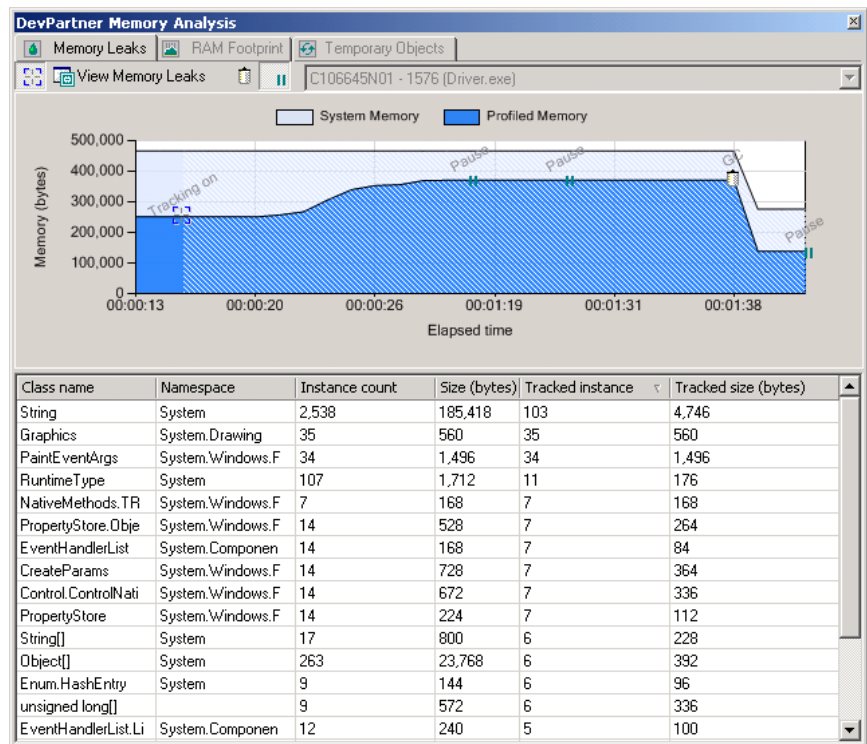 DevPartner Memory Analysis
Memory Leaks RAM Footprint Temporary Objects
View Memory Leaks C106645N01 - 1576 (Driver.exe)
System Memory Profiled Memory
Memory (bytes)
500,000
400,000
300,000
200,000
100,000
0
Tracking on
Pause
Pause
GC
Pause
00:00:13 00:00:20 00:00:26 00:01:19 00:01:31 00:01:38
Elapsed time
Class name Namespace Instance count Size (bytes) Tracked instance Tracked size (bytes)
String System 2,538 185,418 103 4,746
Graphics System.Drawing 35 560 35 560
PaintEventArgs System.Windows.F 34 1,496 34 1,496
RuntimeType System 107 1,712 11 176
NativeMethods.TR System.Windows.F 7 168 7 168
PropertyStore.Obje System.Windows.F 14 528 7 264
EventHandlerList System.Componen 14 168 7 84
CreateParams System.Windows.F 14 728 7 364
Control.ControlNati System.Windows.F 14 672 7 336
PropertyStore System.Windows.F 14 224 7 112
String[] System 17 800 6 228
Object[] System 263 23,768 6 392
Enum.HashEntry System 9 144 6 96
unsigned long[] 9 572 6 336
EventHandlerList.Li System.Componen 12 240 5 100